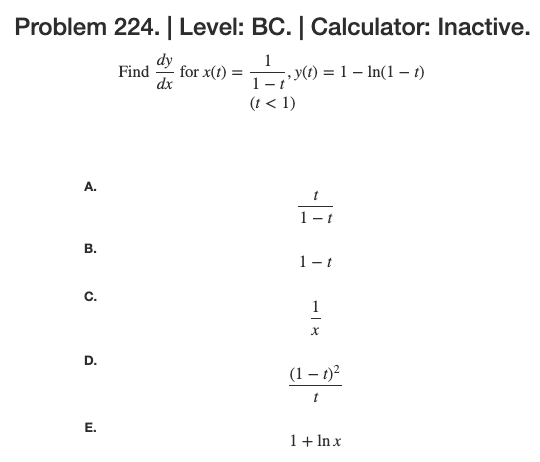 Problem 224. | Level: BC. | Calculator: Inactive.
Find dy/dx for x(t) = 1/(1 − t), y(t) = 1 − ln(1 − t)
(t < 1)
A.
t/(1 − t)
B.
1 − t
C.
1/x
D.
(1 − t)²/t
E.
1 + ln x